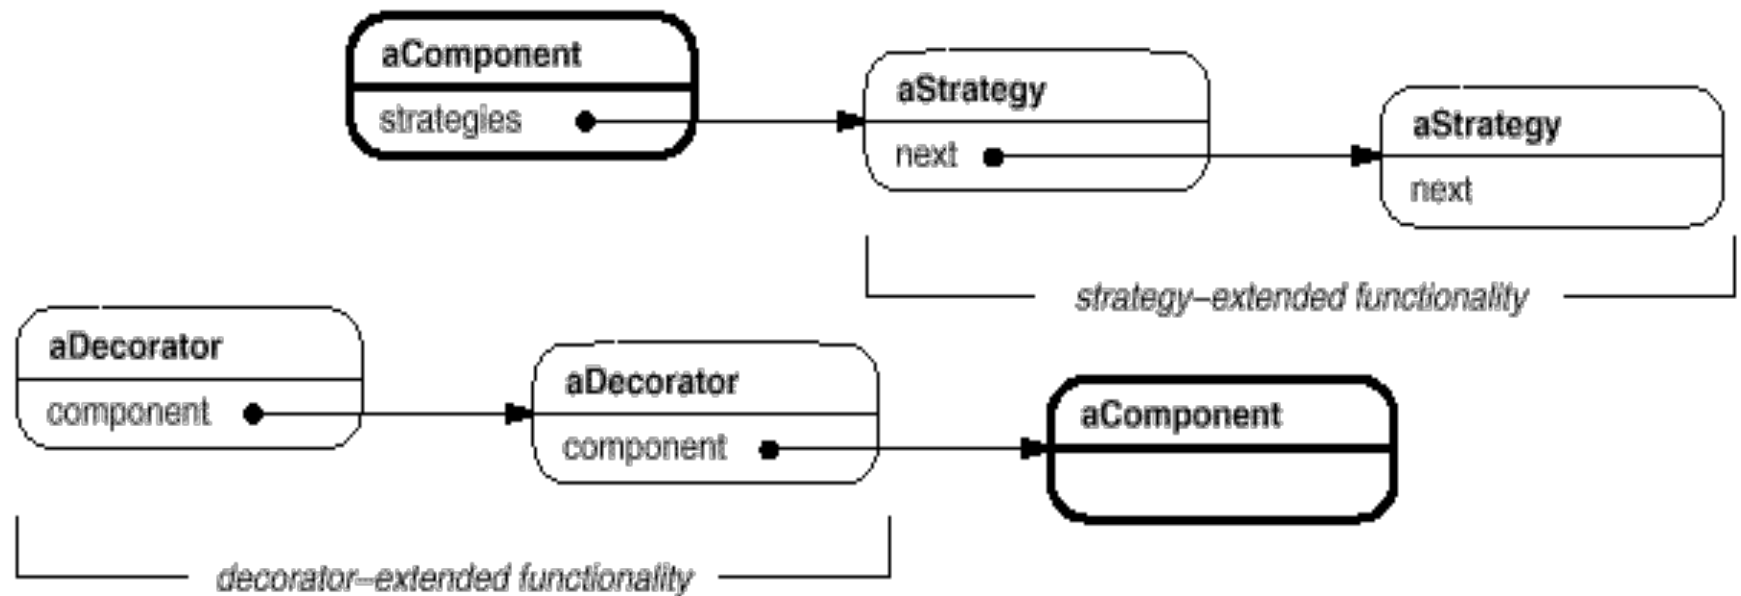 aComponent
strategies
aStrategy
next
aStrategy
next
strategy–extended functionality
aDecorator
component
aDecorator
component
aComponent
decorator–extended functionality